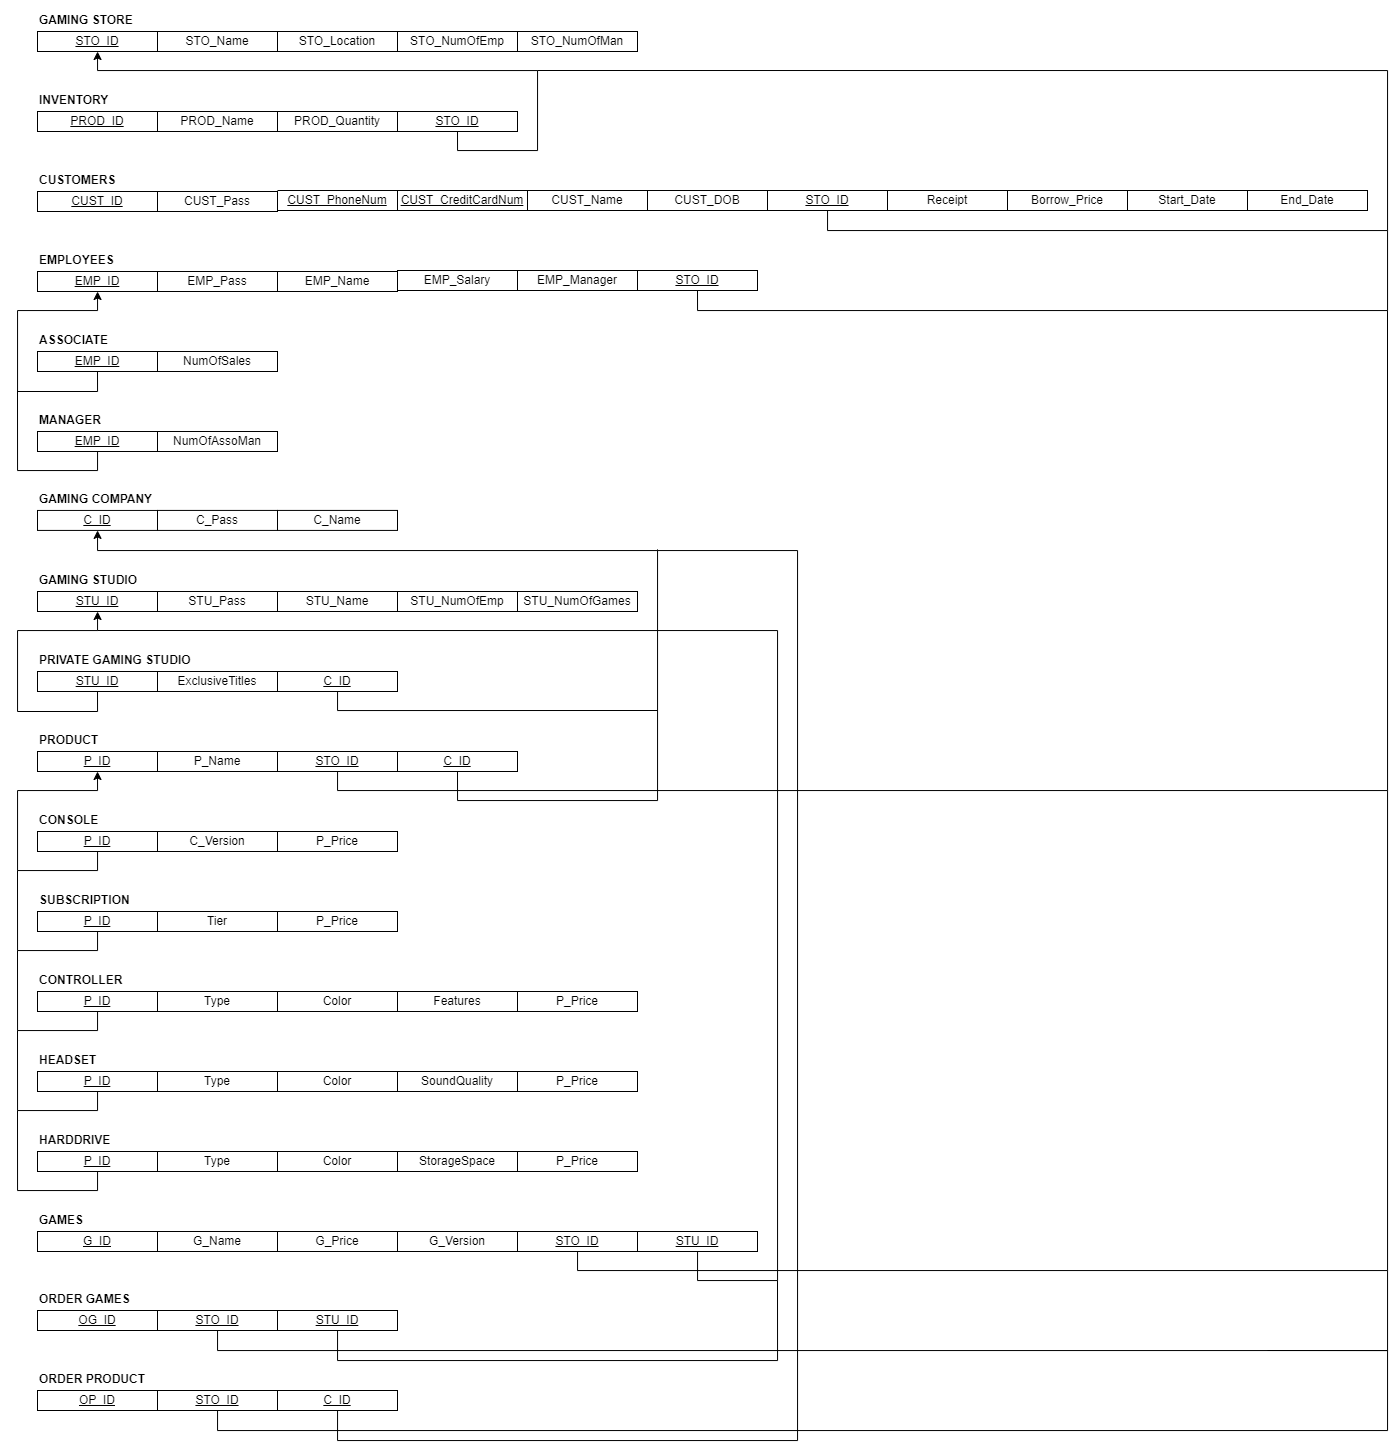 GAMING STORE
STO_ID STO_Name STO_Location STO_NumOfEmp STO_NumOfMan
INVENTORY
PROD_ID PROD_Name PROD_Quantity STO_ID
CUSTOMERS
CUST_ID CUST_Pass CUST_PhoneNum CUST_CreditCardNum CUST_Name CUST_DOB STO_ID Receipt Borrow_Price Start_Date End_Date
EMPLOYEES
EMP_ID EMP_Pass EMP_Name EMP_Salary EMP_Manager STO_ID
ASSOCIATE
EMP_ID NumOfSales
MANAGER
EMP_ID NumOfAssoMan
GAMING COMPANY
C_ID C_Pass C_Name
GAMING STUDIO
STU_ID STU_Pass STU_Name STU_NumOfEmp STU_NumOfGames
PRIVATE GAMING STUDIO
STU_ID ExclusiveTitles C_ID
PRODUCT
P_ID P_Name STO_ID C_ID
CONSOLE
P_ID C_Version P_Price
SUBSCRIPTION
P_ID Tier P_Price
CONTROLLER
P_ID Type Color Features P_Price
HEADSET
P_ID Type Color SoundQuality P_Price
HARDDRIVE
P_ID Type Color StorageSpace P_Price
GAMES
G_ID G_Name G_Price G_Version STO_ID STU_ID
ORDER GAMES
OG_ID STO_ID STU_ID
ORDER PRODUCT
OP_ID STO_ID C_ID